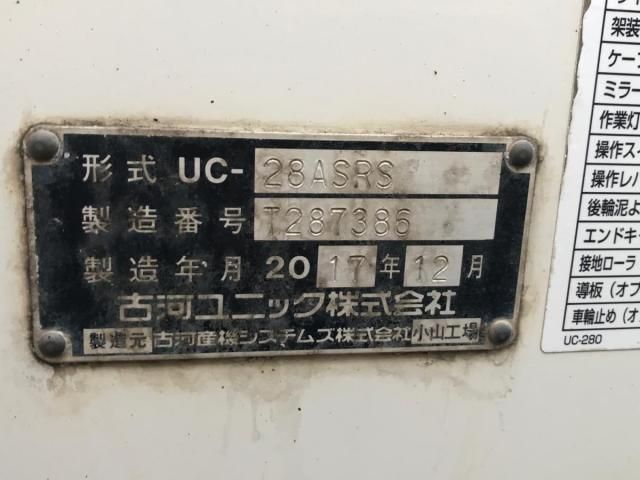 形式 UC- 28ASRS
製造番号 T287386
製造年月 2017年12月
古河ユニック株式会社
製造元 古河産機システムズ株式会社小山工場
架装
ケーブ
ミラー
作業灯
操作スイ
操作レバ
後輪泥よ
エンドキ
接地ローラ
導板（オプ
車輪止め（オ
UC-280